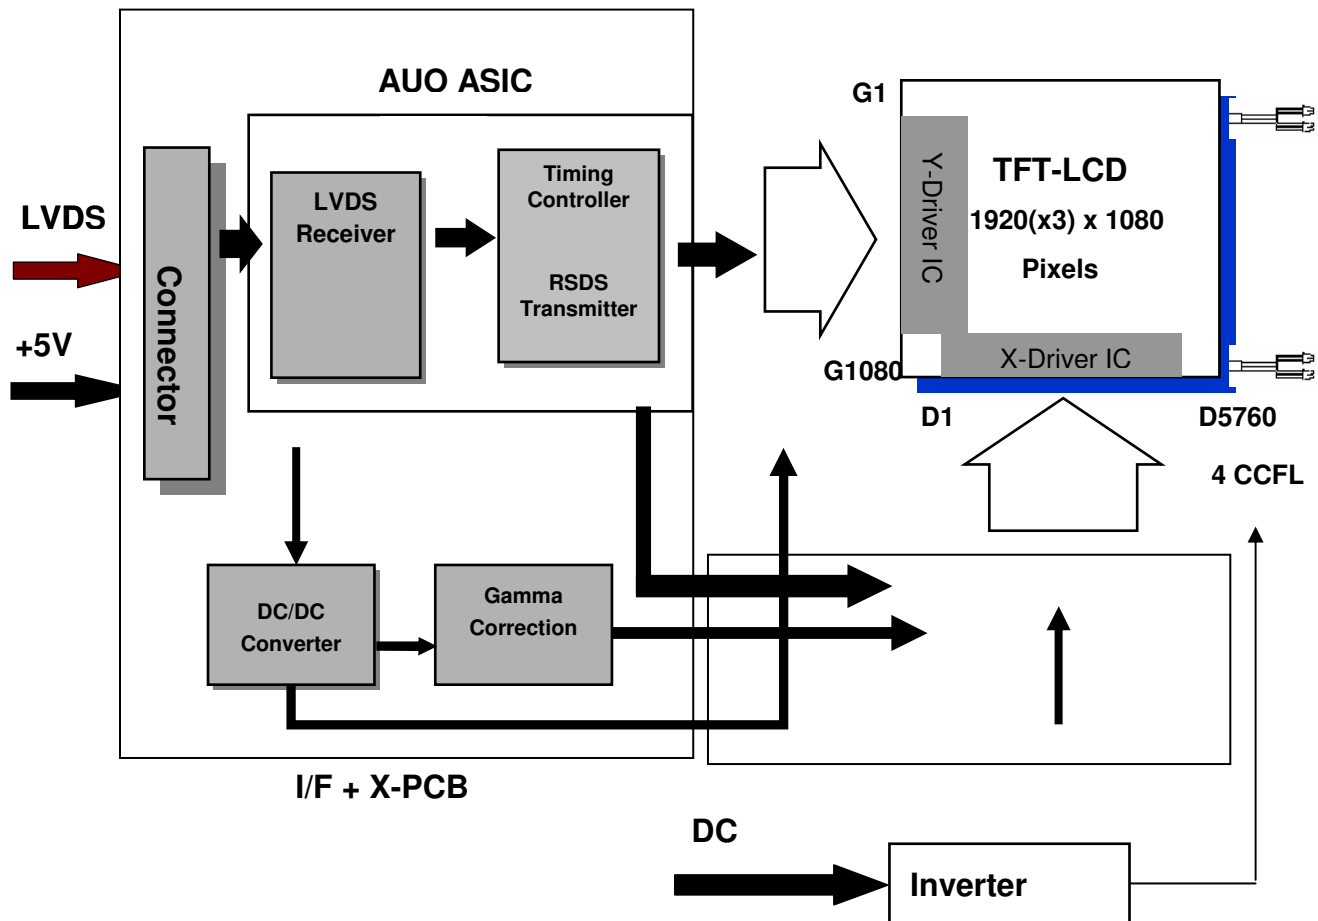 AUO ASIC
G1
LVDS
+5V
Connector
LVDS
Receiver
Timing
Controller
RSDS
Transmitter
Y-Driver IC
TFT-LCD
1920(x3) x 1080
Pixels
X-Driver IC
G1080
D1
D5760
4 CCFL
DC/DC
Converter
Gamma
Correction
I/F + X-PCB
DC
Inverter